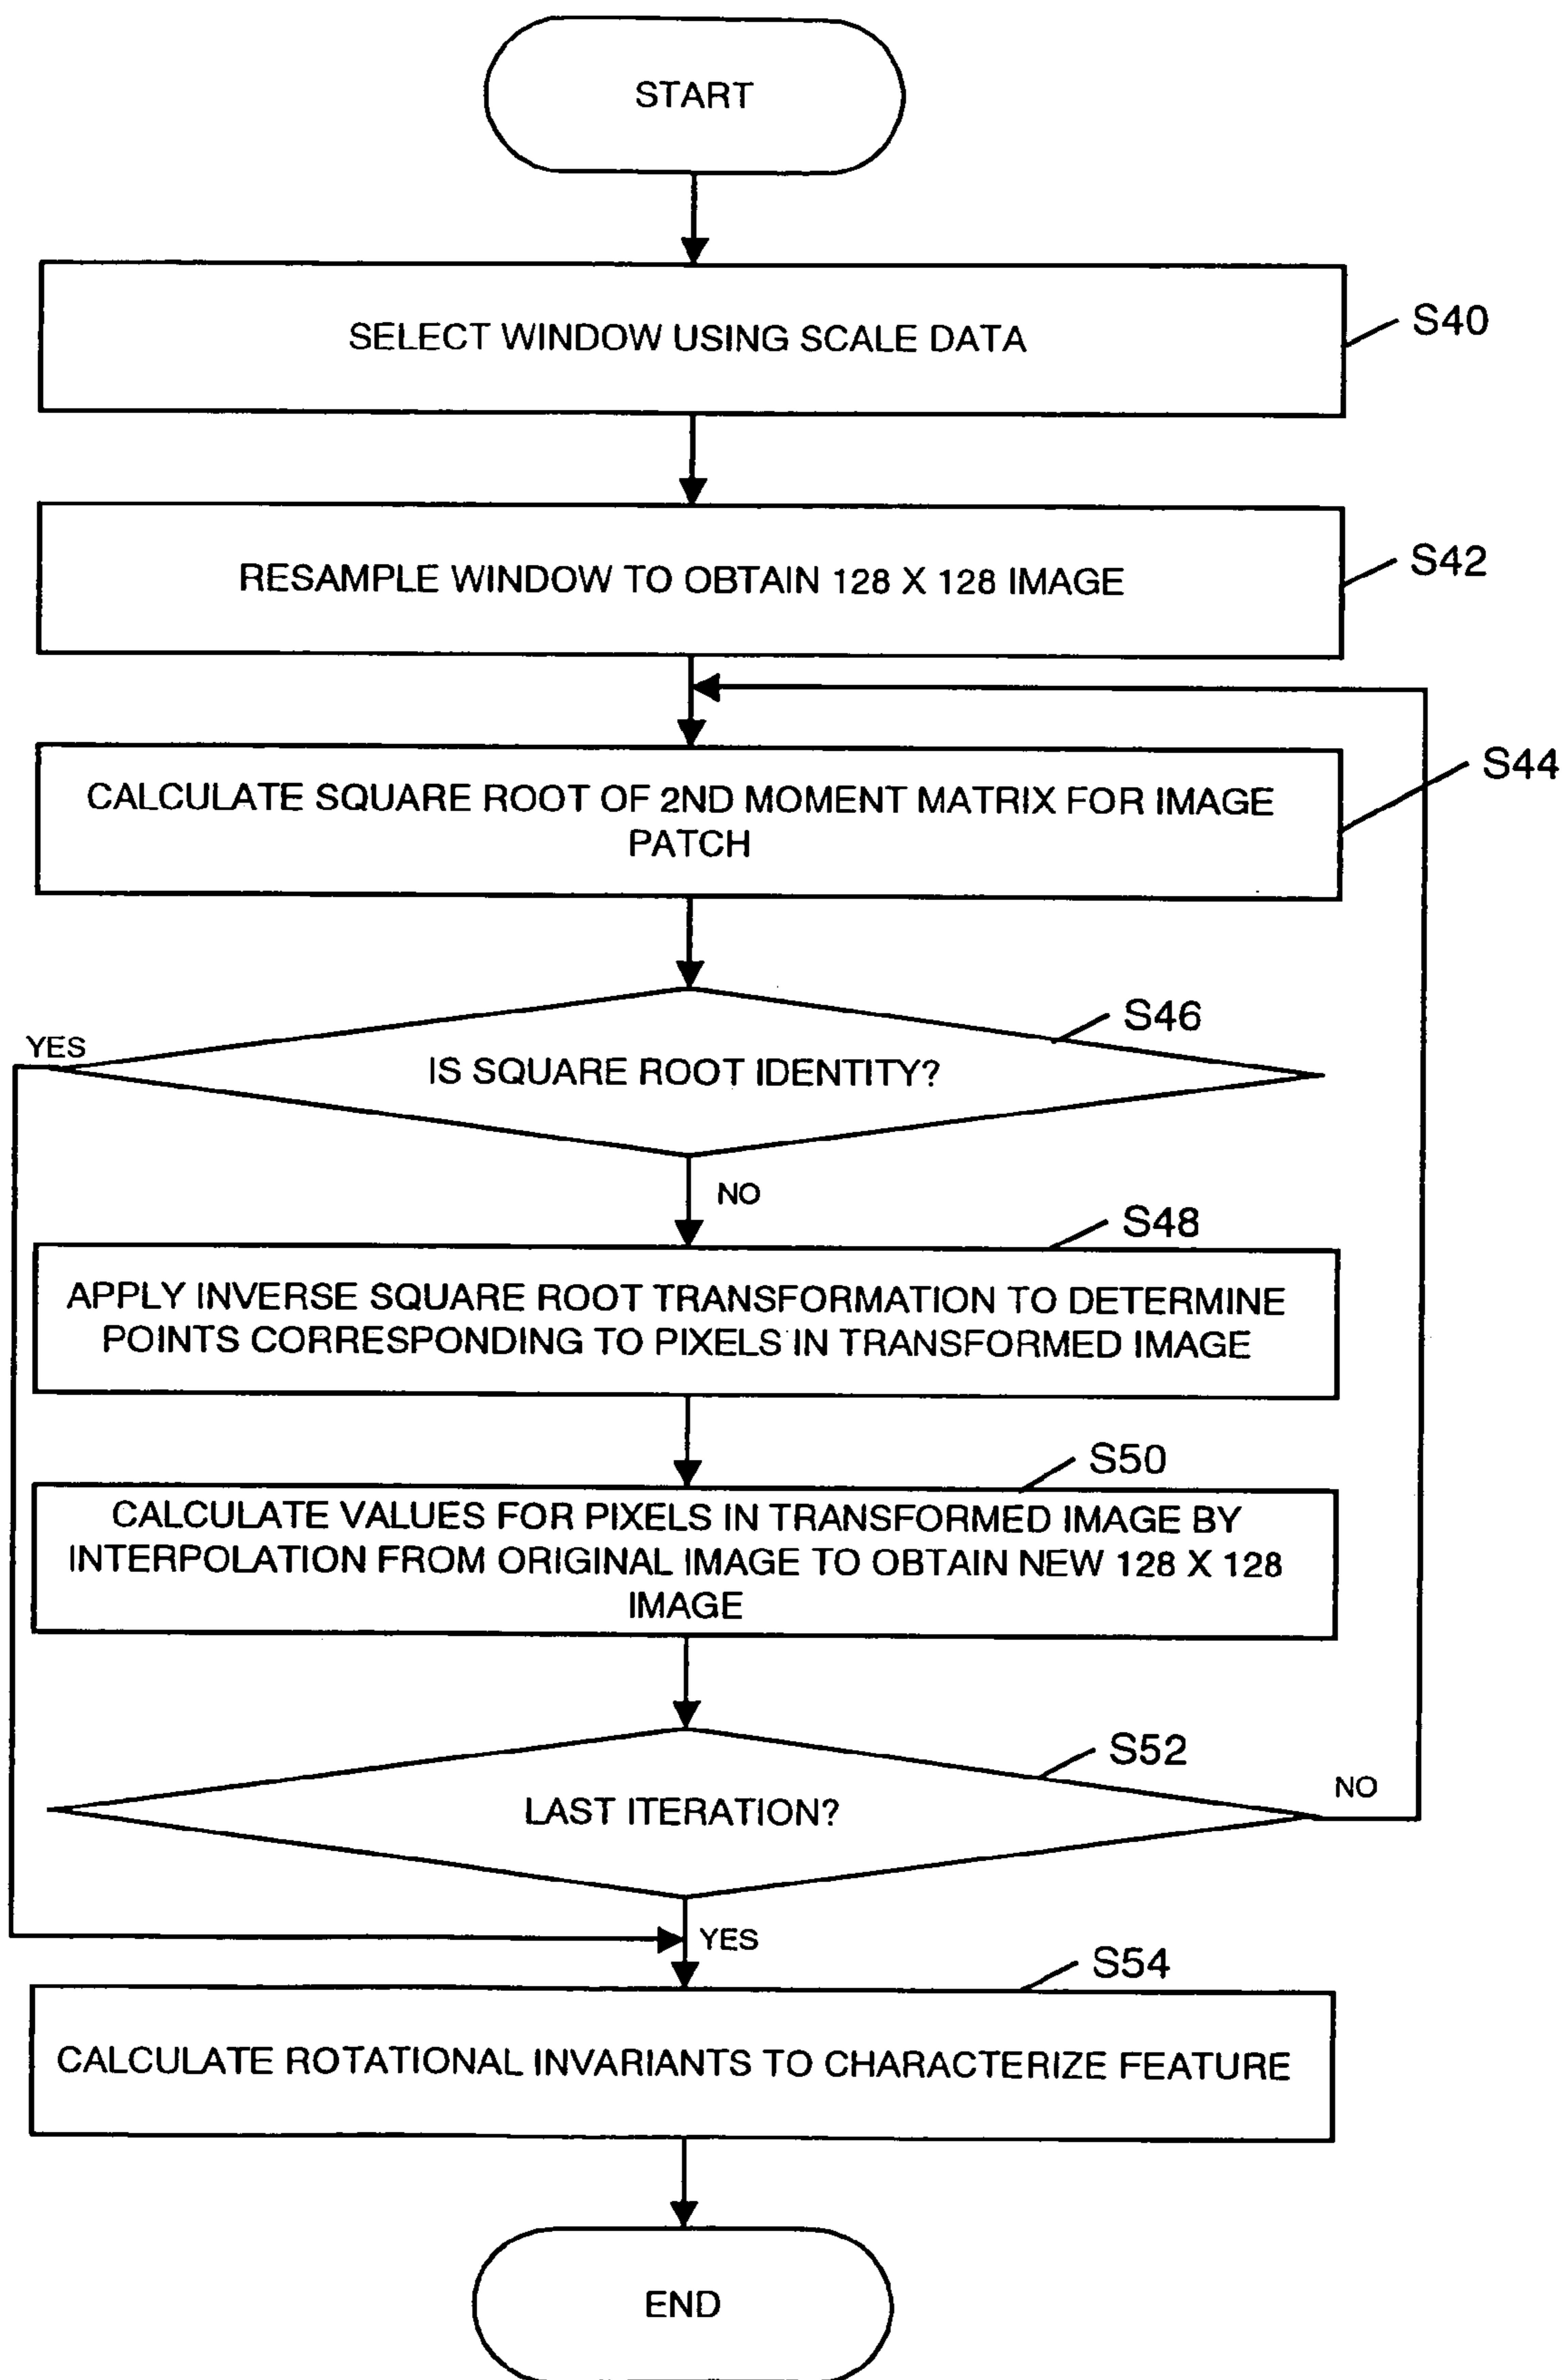 START
SELECT WINDOW USING SCALE DATA
S40
RESAMPLE WINDOW TO OBTAIN 128 X 128 IMAGE
S42
CALCULATE SQUARE ROOT OF 2ND MOMENT MATRIX FOR IMAGE
PATCH
S44
S46
YES
IS SQUARE ROOT IDENTITY?
NO
S48
APPLY INVERSE SQUARE ROOT TRANSFORMATION TO DETERMINE
POINTS CORRESPONDING TO PIXELS IN TRANSFORMED IMAGE
S50
CALCULATE VALUES FOR PIXELS IN TRANSFORMED IMAGE BY
INTERPOLATION FROM ORIGINAL IMAGE TO OBTAIN NEW 128 X 128
IMAGE
S52
NO
LAST ITERATION?
YES
S54
CALCULATE ROTATIONAL INVARIANTS TO CHARACTERIZE FEATURE
END